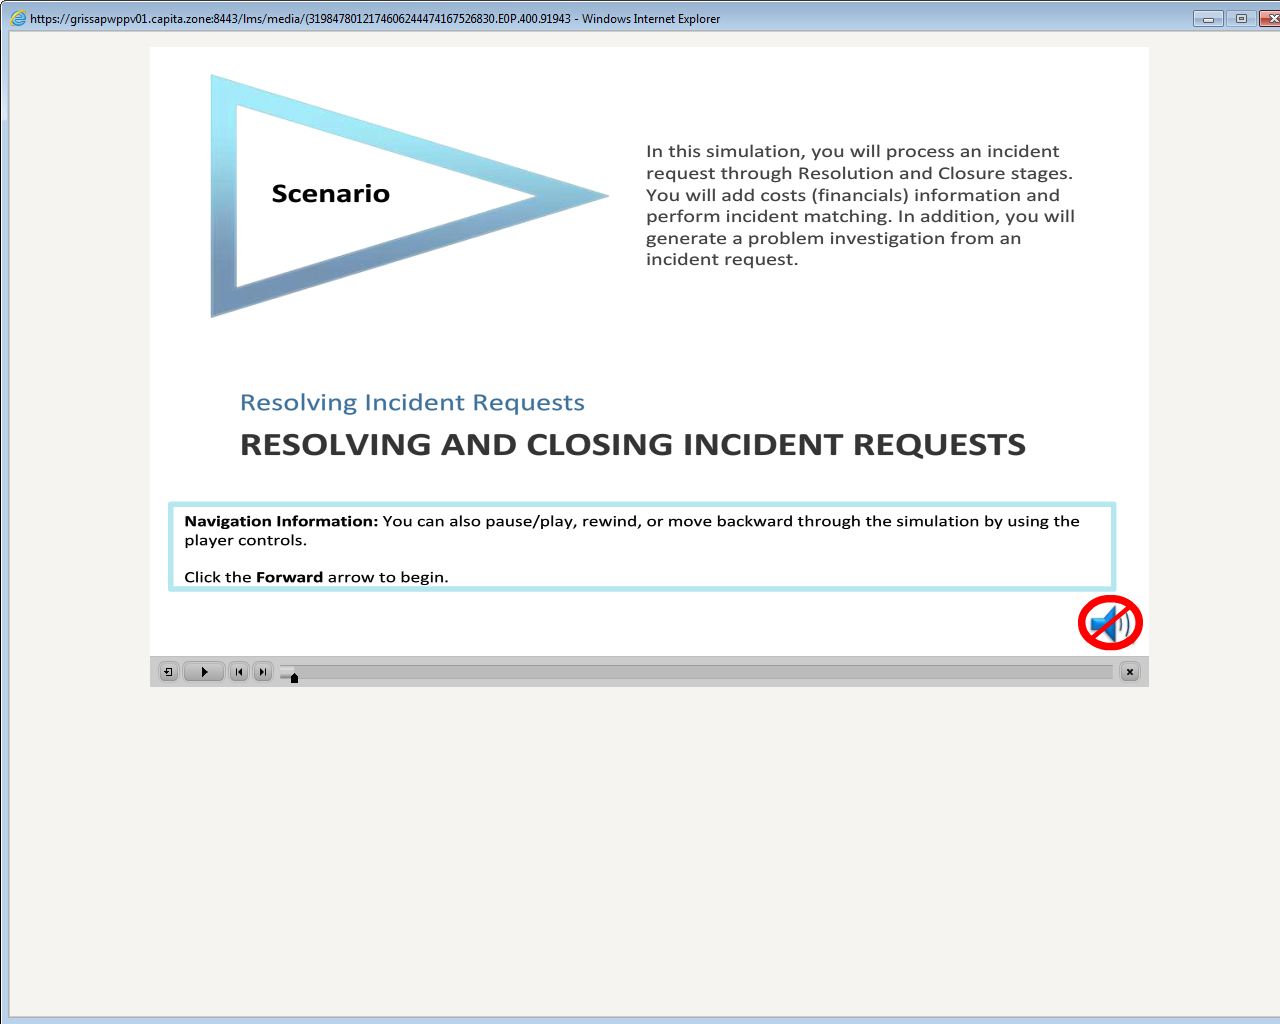 https://grissapwppv01.capita.zone:8443/lms/media/(3198478012174606244474167526830.E0P.400.91943 - Windows Internet Explorer
Scenario
In this simulation, you will process an incident
request through Resolution and Closure stages.
You will add costs (financials) information and
perform incident matching. In addition, you will
generate a problem investigation from an
incident request.
Resolving Incident Requests
RESOLVING AND CLOSING INCIDENT REQUESTS
Navigation Information: You can also pause/play, rewind, or move backward through the simulation by using the
player controls.
Click the Forward arrow to begin.